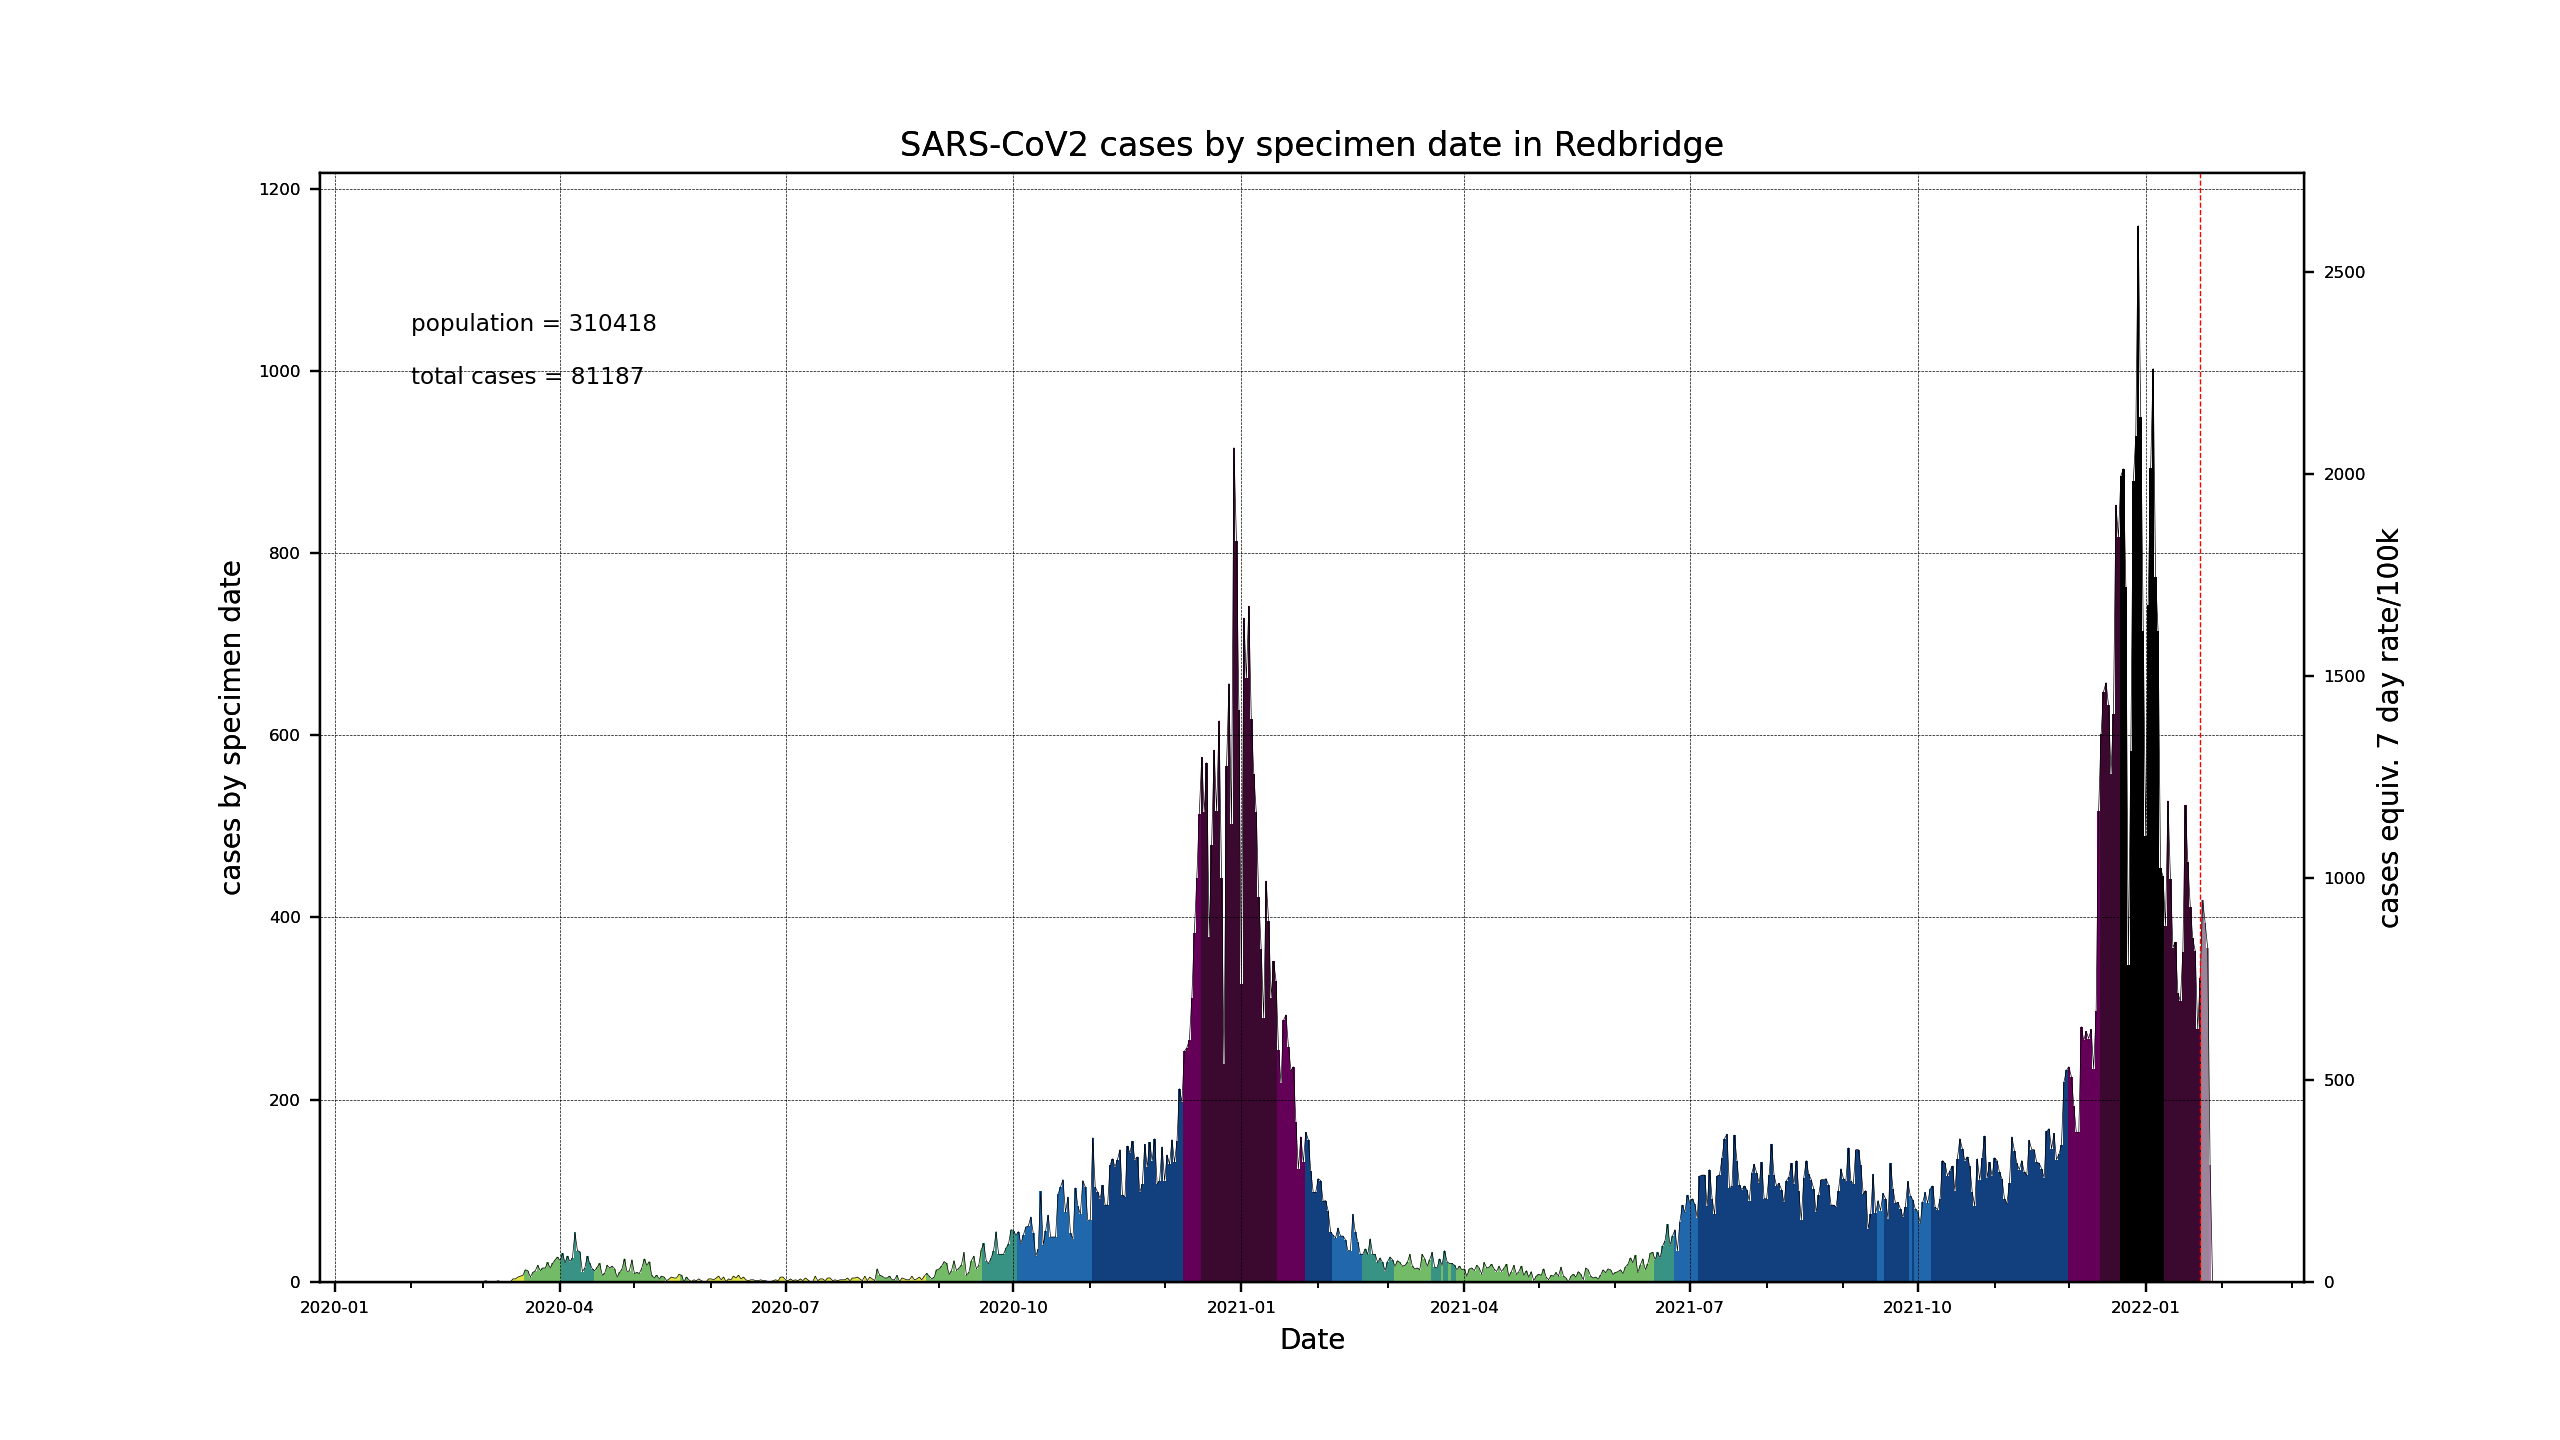 SARS-CoV2 cases by specimen date in Redbridge
1200
1000
800
600
400
200
0
cases by specimen date
population = 310418
total cases = 81187
2500
2000
1500
1000
500
0
cases equiv. 7 day rate/100k
2020-01 2020-04 2020-07 2020-10 2021-01 2021-04 2021-07 2021-10 2022-01
Date